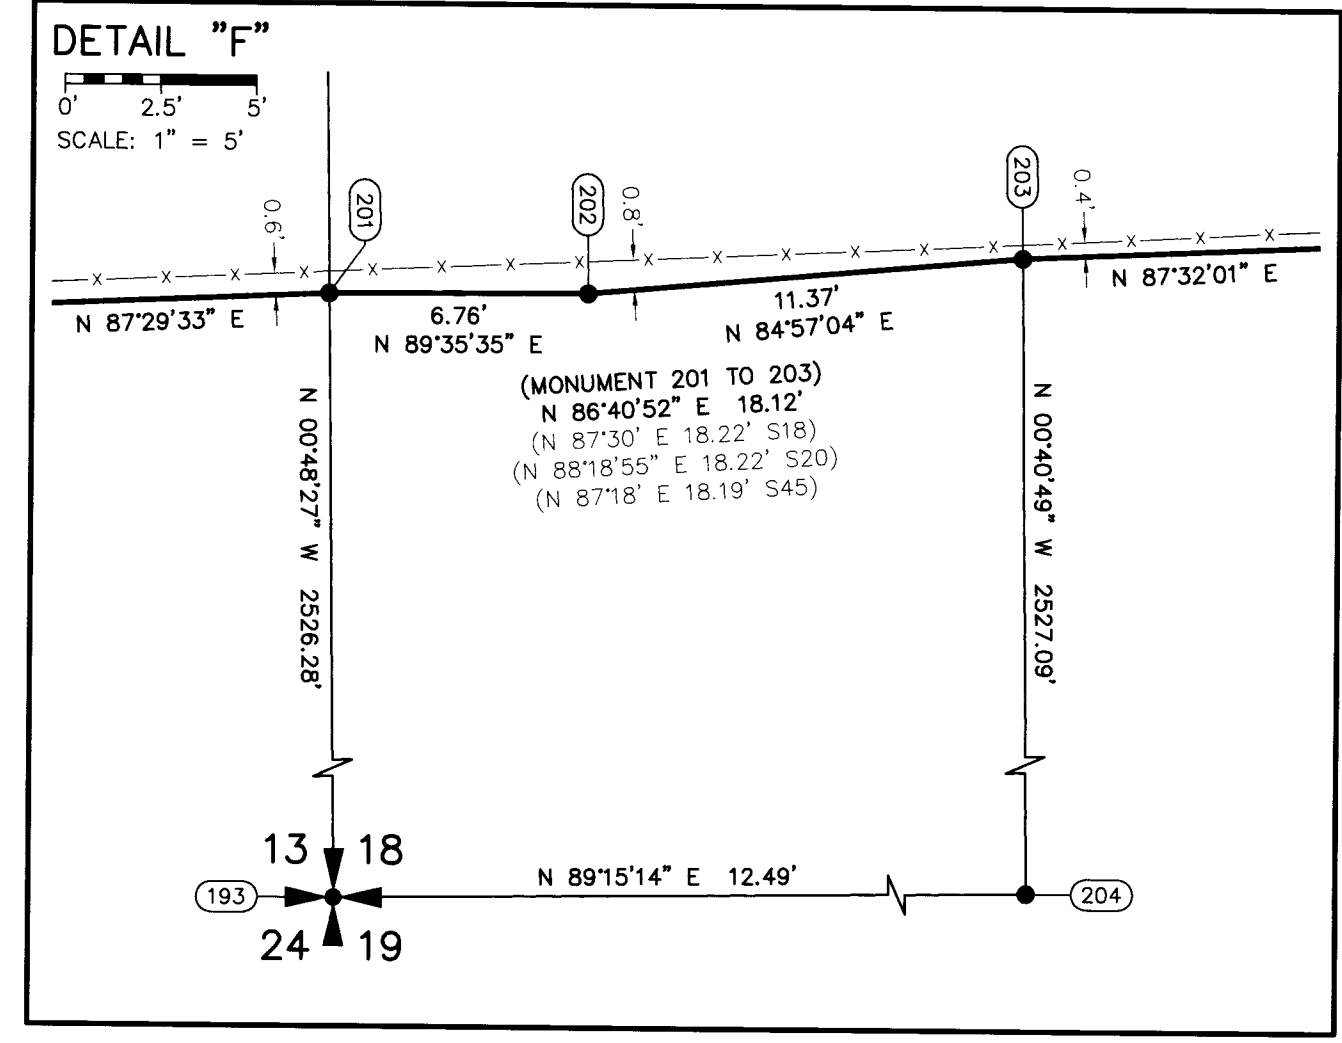 DETAIL "F"
0' 2.5' 5'
SCALE: 1" = 5'
201
202
203
0.6'
0.8'
0.4'
X X X X X X X X X X X X X X X X X X
N 87°29'33" E
6.76'
N 89°35'35" E
11.37'
N 84°57'04" E
N 87°32'01" E
(MONUMENT 201 TO 203)
N 86°40'52" E 18.12'
(N 87°30' E 18.22' S18)
(N 88°18'55" E 18.22' S20)
(N 87°18' E 18.19' S45)
N 00°48'27" W 2526.28'
N 00°40'49" W 2527.09'
13 18
193
N 89°15'14" E 12.49'
204
24 19